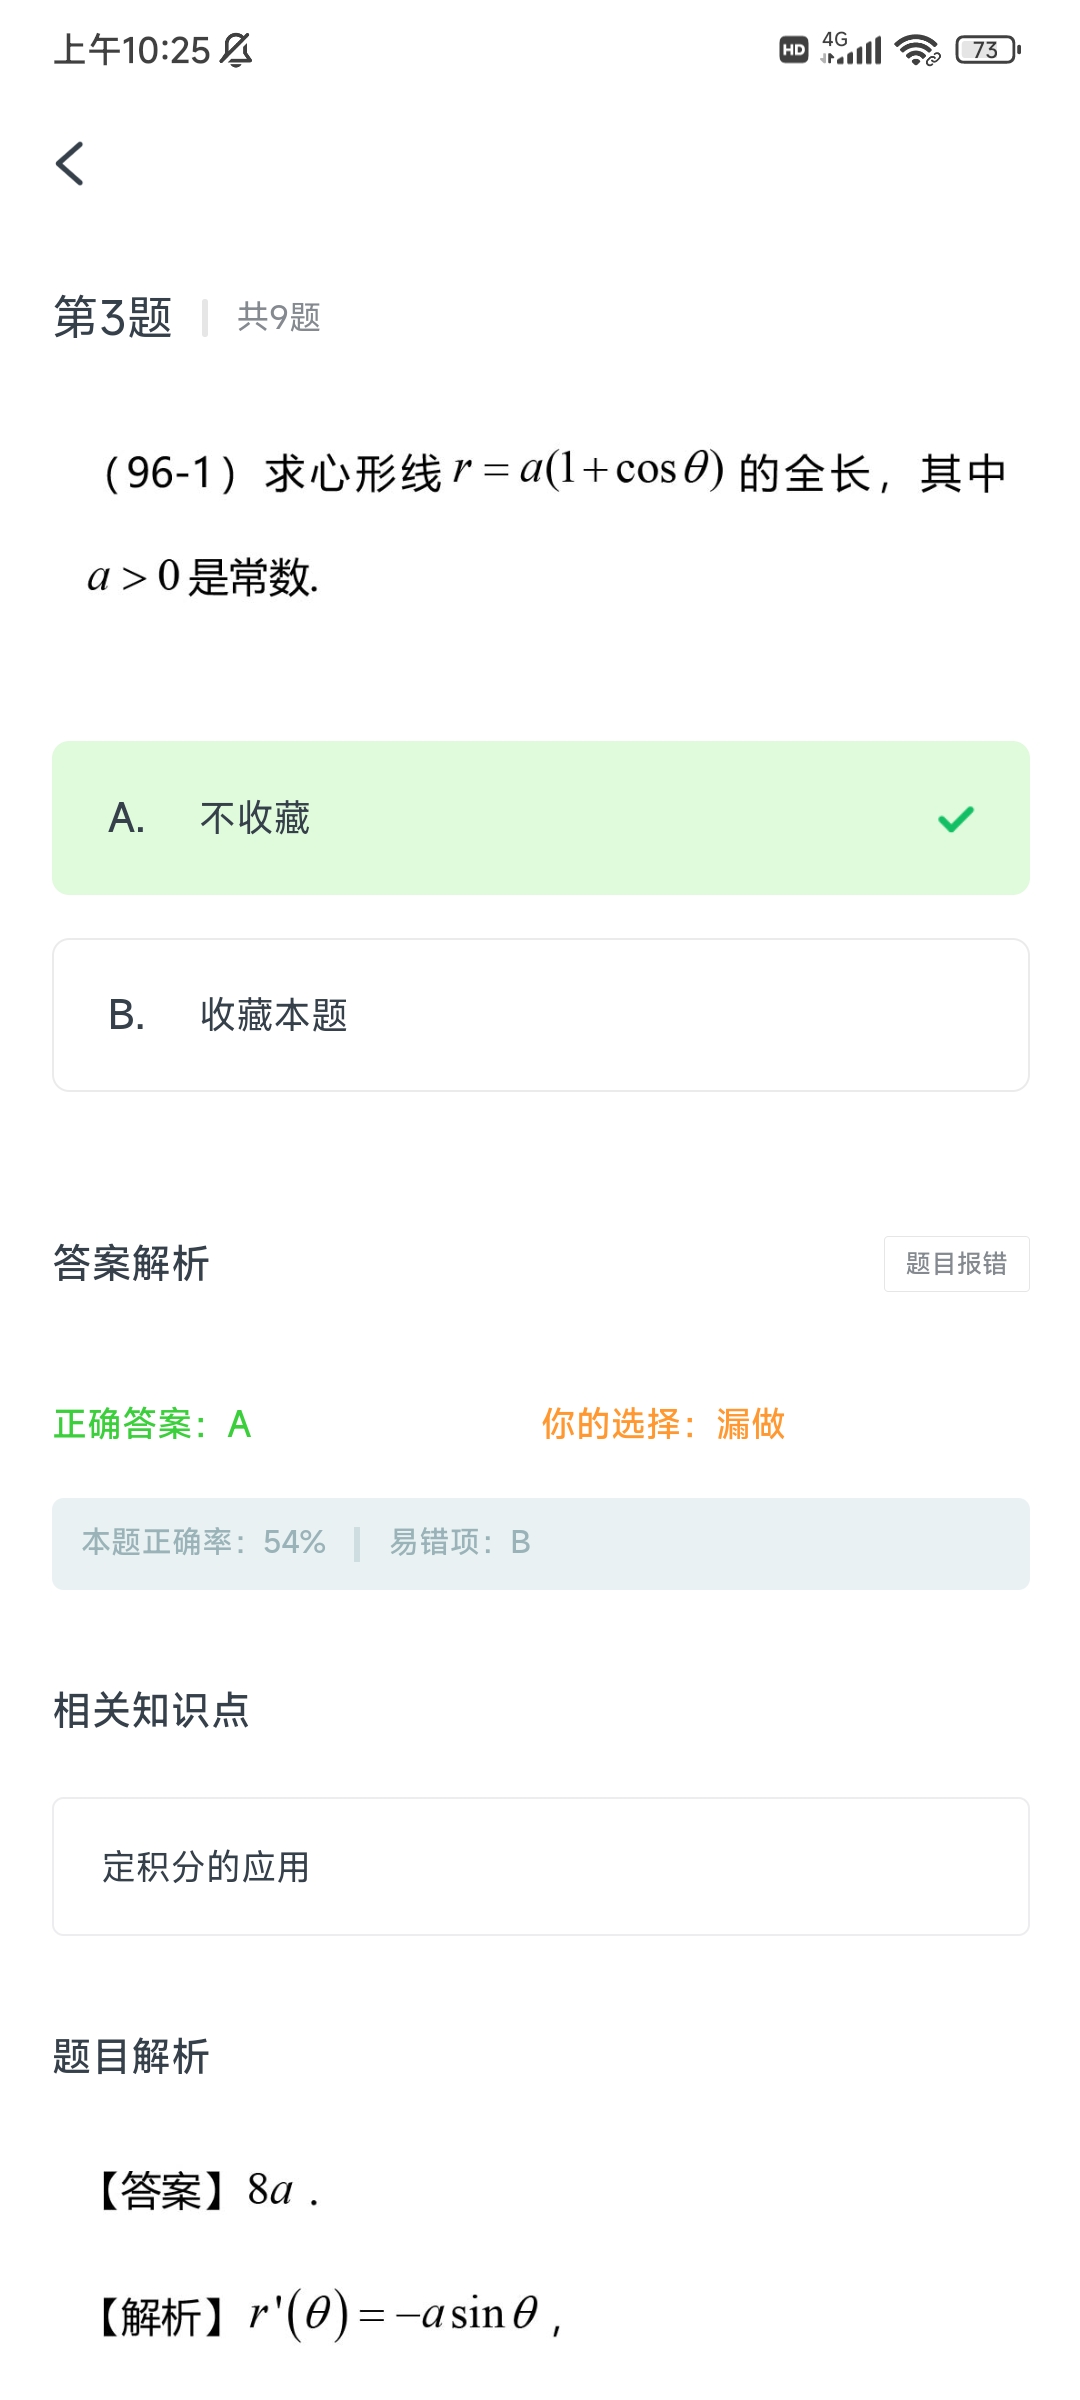 上午10:25
HD 4G 73
第3题 共9题
（96-1）求心形线 r = a(1+cos θ) 的全长，其中
a > 0 是常数.
A. 不收藏
B. 收藏本题
答案解析 题目报错
正确答案：A 你的选择：漏做
本题正确率：54% 易错项：B
相关知识点
定积分的应用
题目解析
【答案】8a .
【解析】r'(θ) = -a sin θ ,